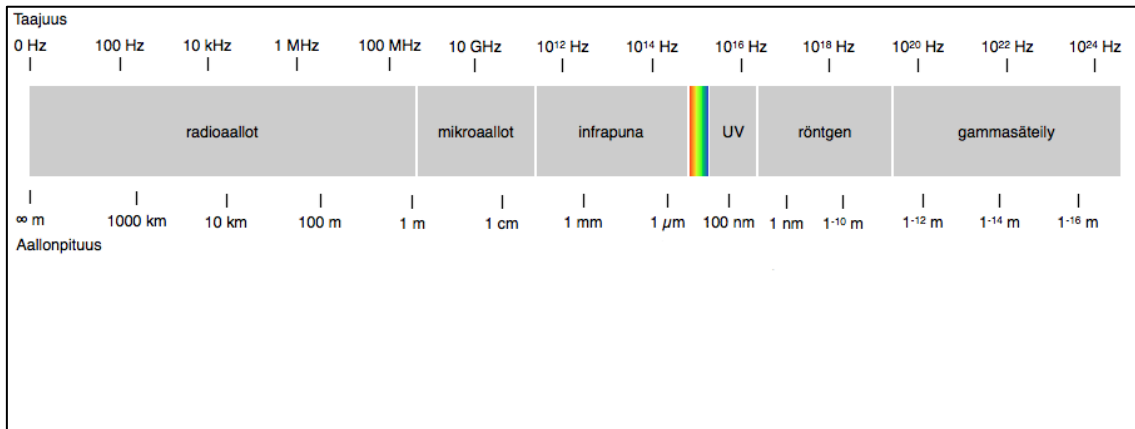 Taajuus
0 Hz 100 Hz 10 kHz 1 MHz 100 MHz 10 GHz 10¹² Hz 10¹⁴ Hz 10¹⁶ Hz 10¹⁸ Hz 10²⁰ Hz 10²² Hz 10²⁴ Hz
radioaallot mikroaallot infrapuna UV röntgen gammasäteily
∞ m 1000 km 10 km 100 m 1 m 1 cm 1 mm 1 µm 100 nm 1 nm 1⁻¹⁰ m 1⁻¹² m 1⁻¹⁴ m 1⁻¹⁶ m
Aallonpituus